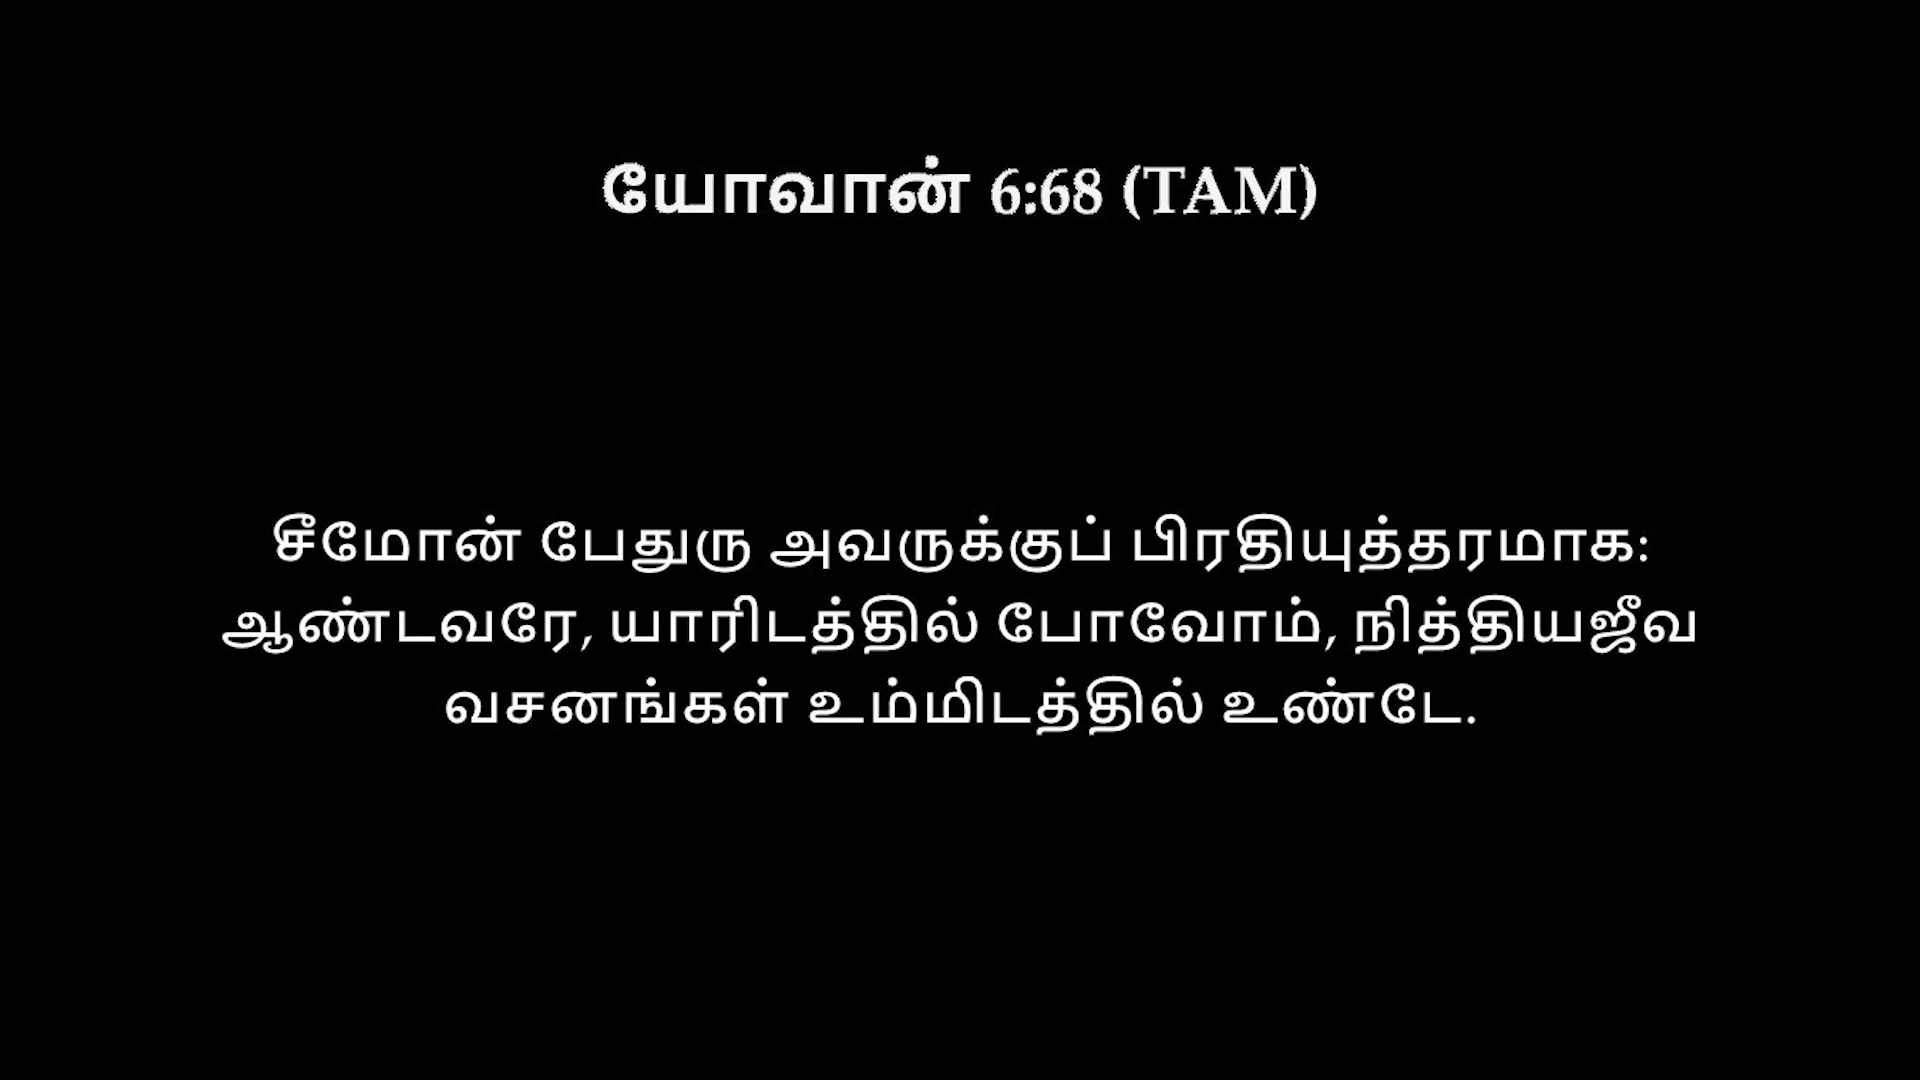 யோவான் 6:68 (TAM)
சீமோன் பேதுரு அவருக்குப் பிரதியுத்தரமாக:
ஆண்டவரே, யாரிடத்தில் போவோம், நித்தியஜீவ
வசனங்கள் உம்மிடத்தில் உண்டே.